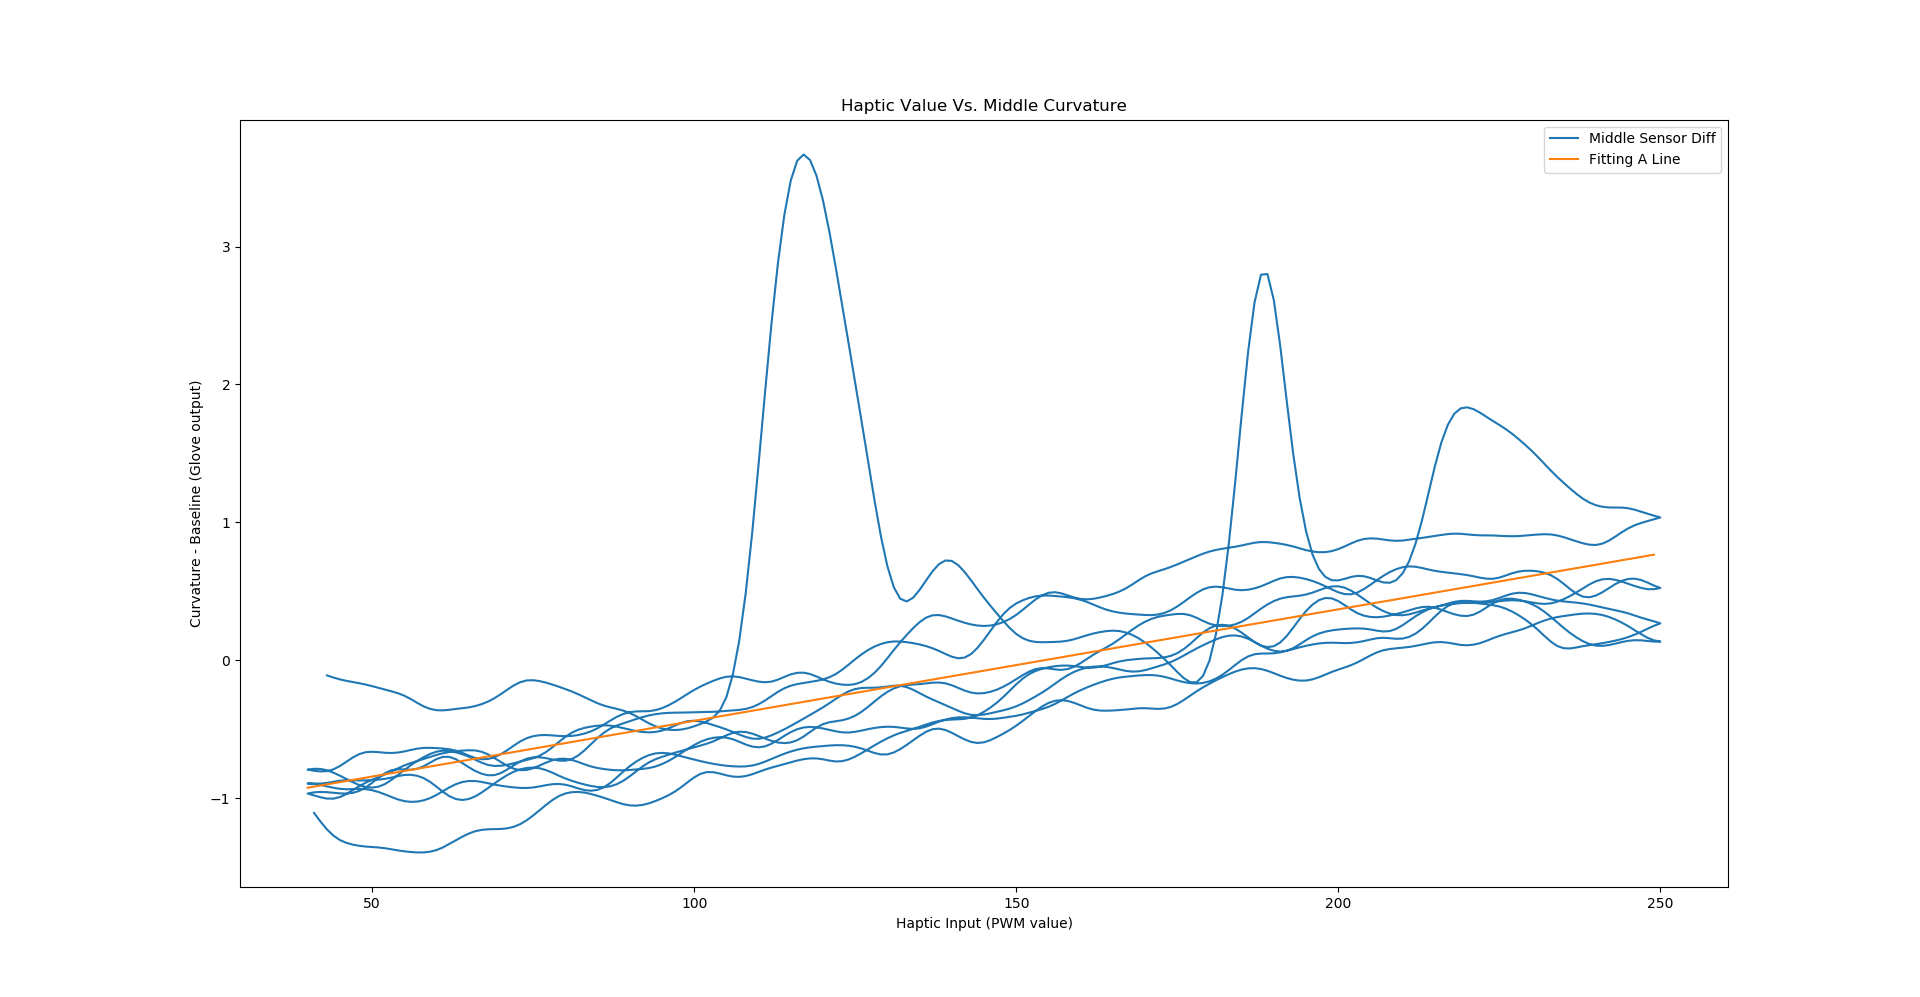 Haptic Value Vs. Middle Curvature
Middle Sensor Diff
Fitting A Line
Curvature - Baseline (Glove output)
3
2
1
0
−1
50
100
150
200
250
Haptic Input (PWM value)